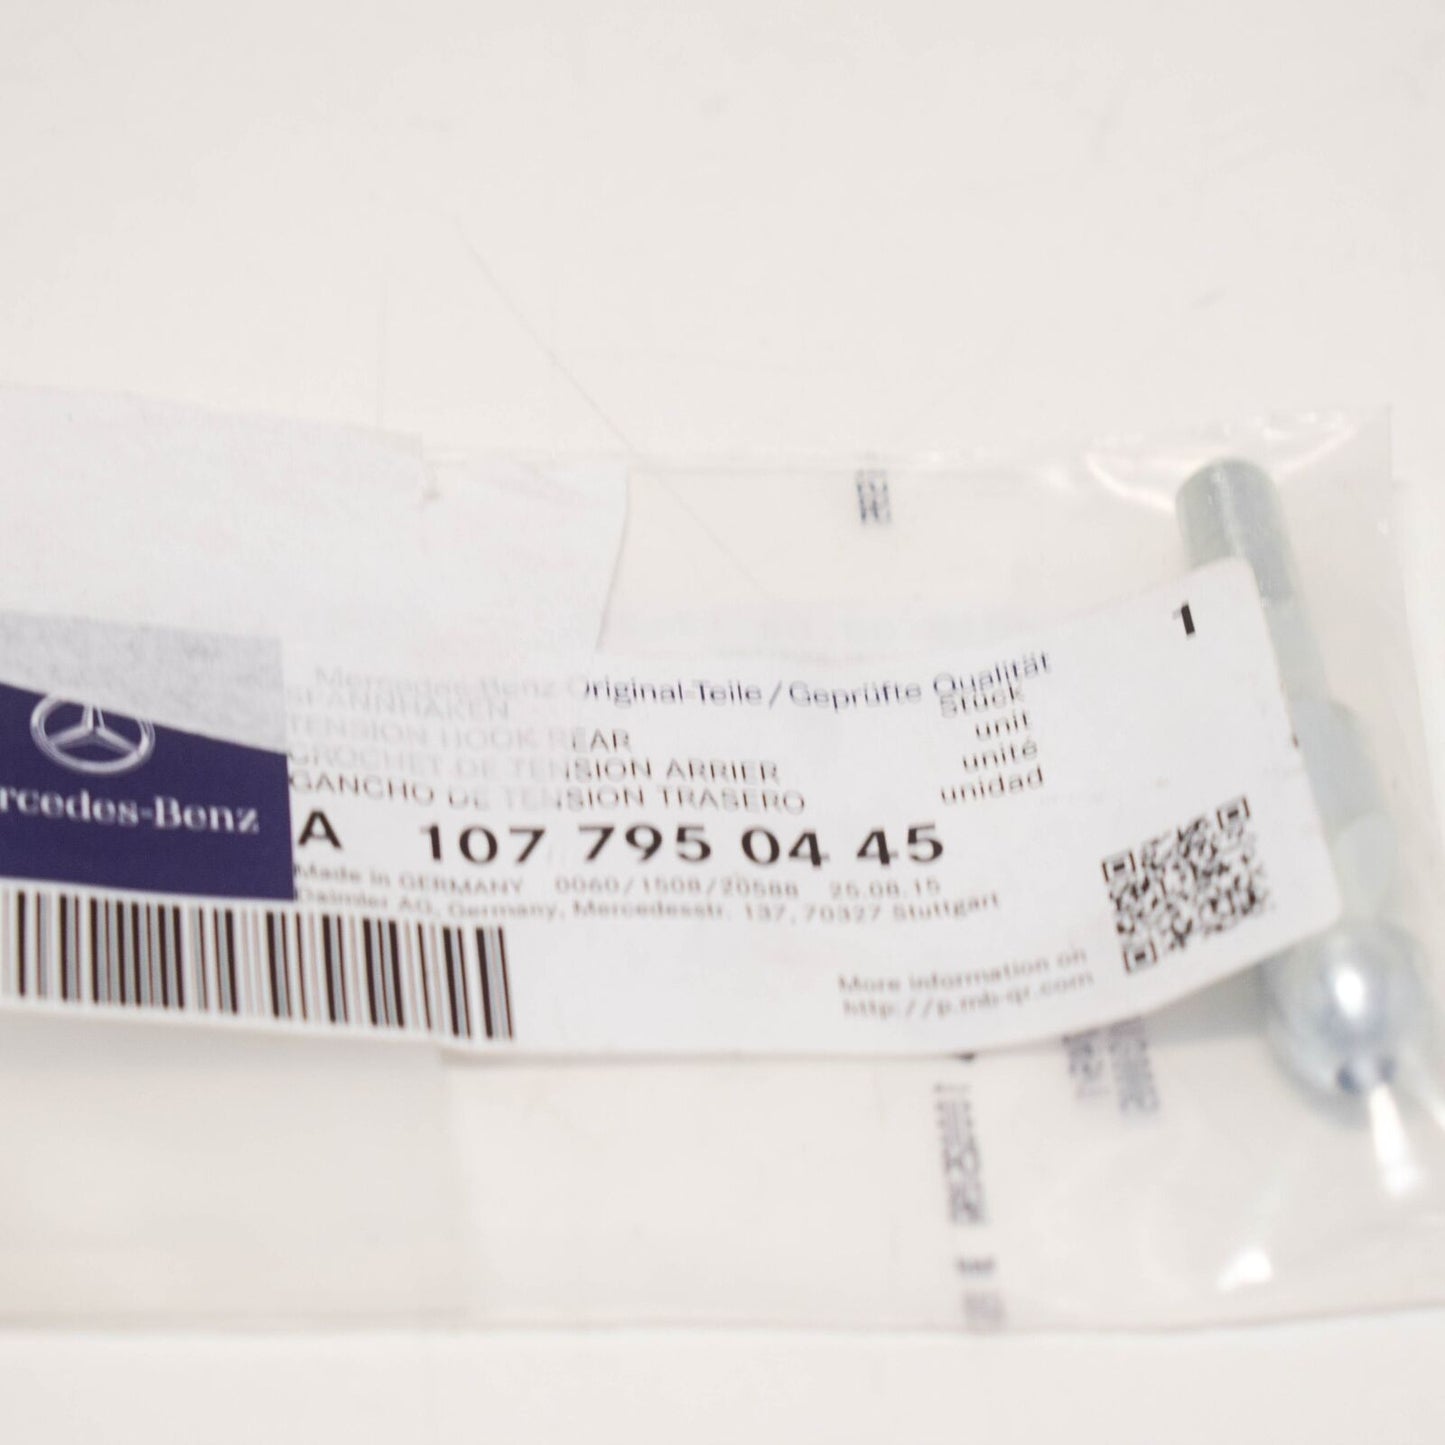 1
Mercedes-Benz Original-Teile/Geprüfte Qualität
SPANNHAKEN Stück
TENSION HOOK REAR unit
CROCHET DE TENSION ARRIER unité
GANCHO DE TENSION TRASERO unidad
rcedes-Benz
A 107 795 04 45
Made in GERMANY 0060/1508/20588 25.08.15
Daimler AG, Germany, Mercedesstr. 137, 70327 Stuttgart
More information on
http://p.mb-qr.com